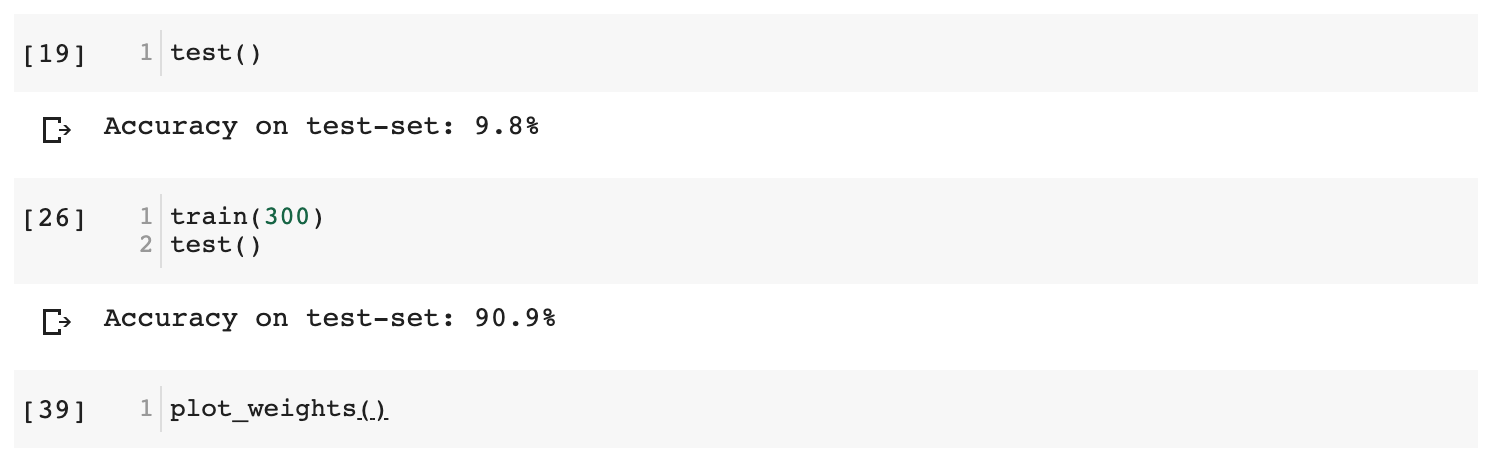 [19] 1 test()
Accuracy on test-set: 9.8%
[26] 1 train(300)
2 test()
Accuracy on test-set: 90.9%
[39] 1 plot_weights()